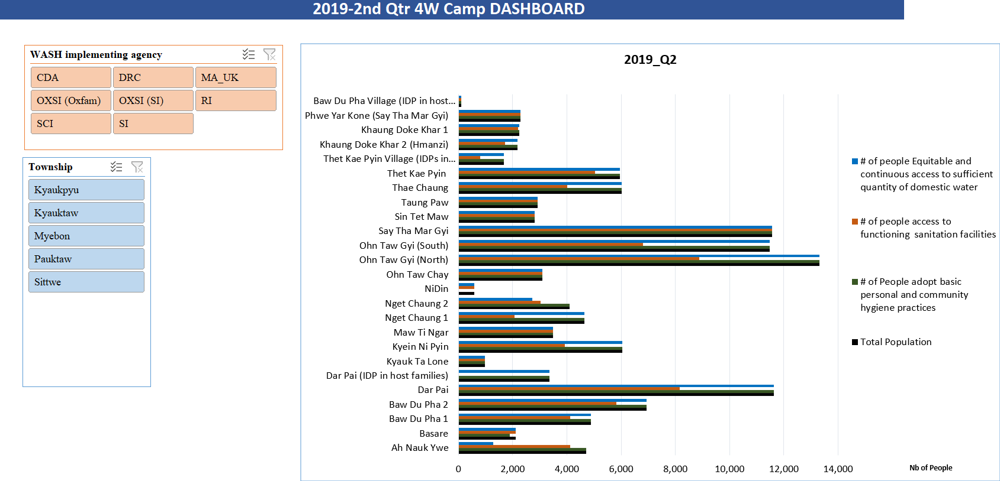 2019-2nd Qtr 4W Camp DASHBOARD
WASH implementing agency
CDA
DRC
MA_UK
OXSI (Oxfam)
OXSI (SI)
RI
SCI
SI
Township
Kyaukpyu
Kyauktaw
Myebon
Pauktaw
Sittwe
2019_Q2
Baw Du Pha Village (IDP in host...
Phwe Yar Kone (Say Tha Mar Gyi)
Khaung Doke Khar 1
Khaung Doke Khar 2 (Hmanzi)
Thet Kae Pyin Village (IDPs in...
Thet Kae Pyin
Thae Chaung
Taung Paw
Sin Tet Maw
Say Tha Mar Gyi
Ohn Taw Gyi (South)
Ohn Taw Gyi (North)
Ohn Taw Chay
NiDin
Nget Chaung 2
Nget Chaung 1
Maw Ti Ngar
Kyein Ni Pyin
Kyauk Ta Lone
Dar Pai (IDP in host families)
Dar Pai
Baw Du Pha 2
Baw Du Pha 1
Basare
Ah Nauk Ywe
0
2,000
4,000
6,000
8,000
10,000
12,000
14,000
Nb of People
# of people Equitable and
continuous access to sufficient
quantity of domestic water
# of people access to
functioning  sanitation facilities
# of People adopt basic
personal and community
hygiene practices
Total Population